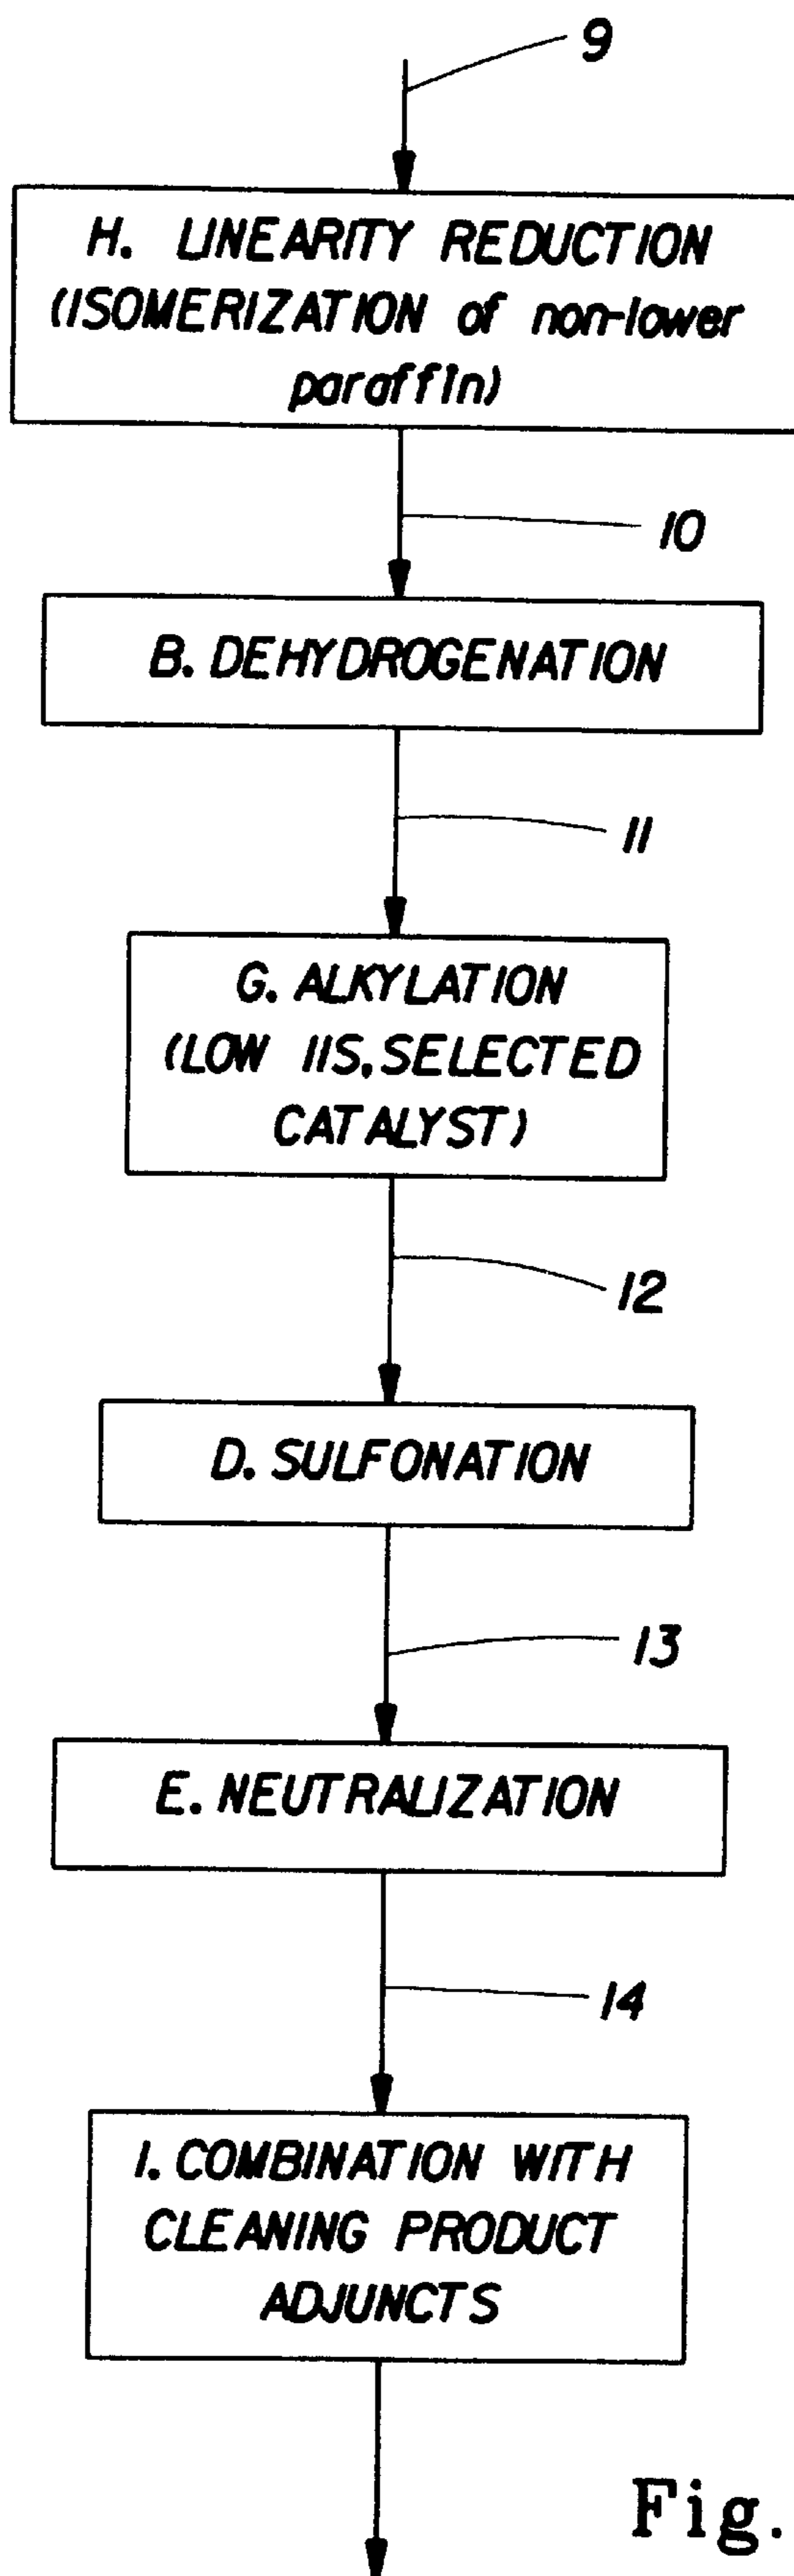 9
H. LINEARITY REDUCTION
(ISOMERIZATION of non-lower
paraffin)
10
B. DEHYDROGENATION
11
G. ALKYLATION
(LOW IIS, SELECTED
CATALYST)
12
D. SULFONATION
13
E. NEUTRALIZATION
14
I. COMBINATION WITH
CLEANING PRODUCT
ADJUNCTS
Fig.